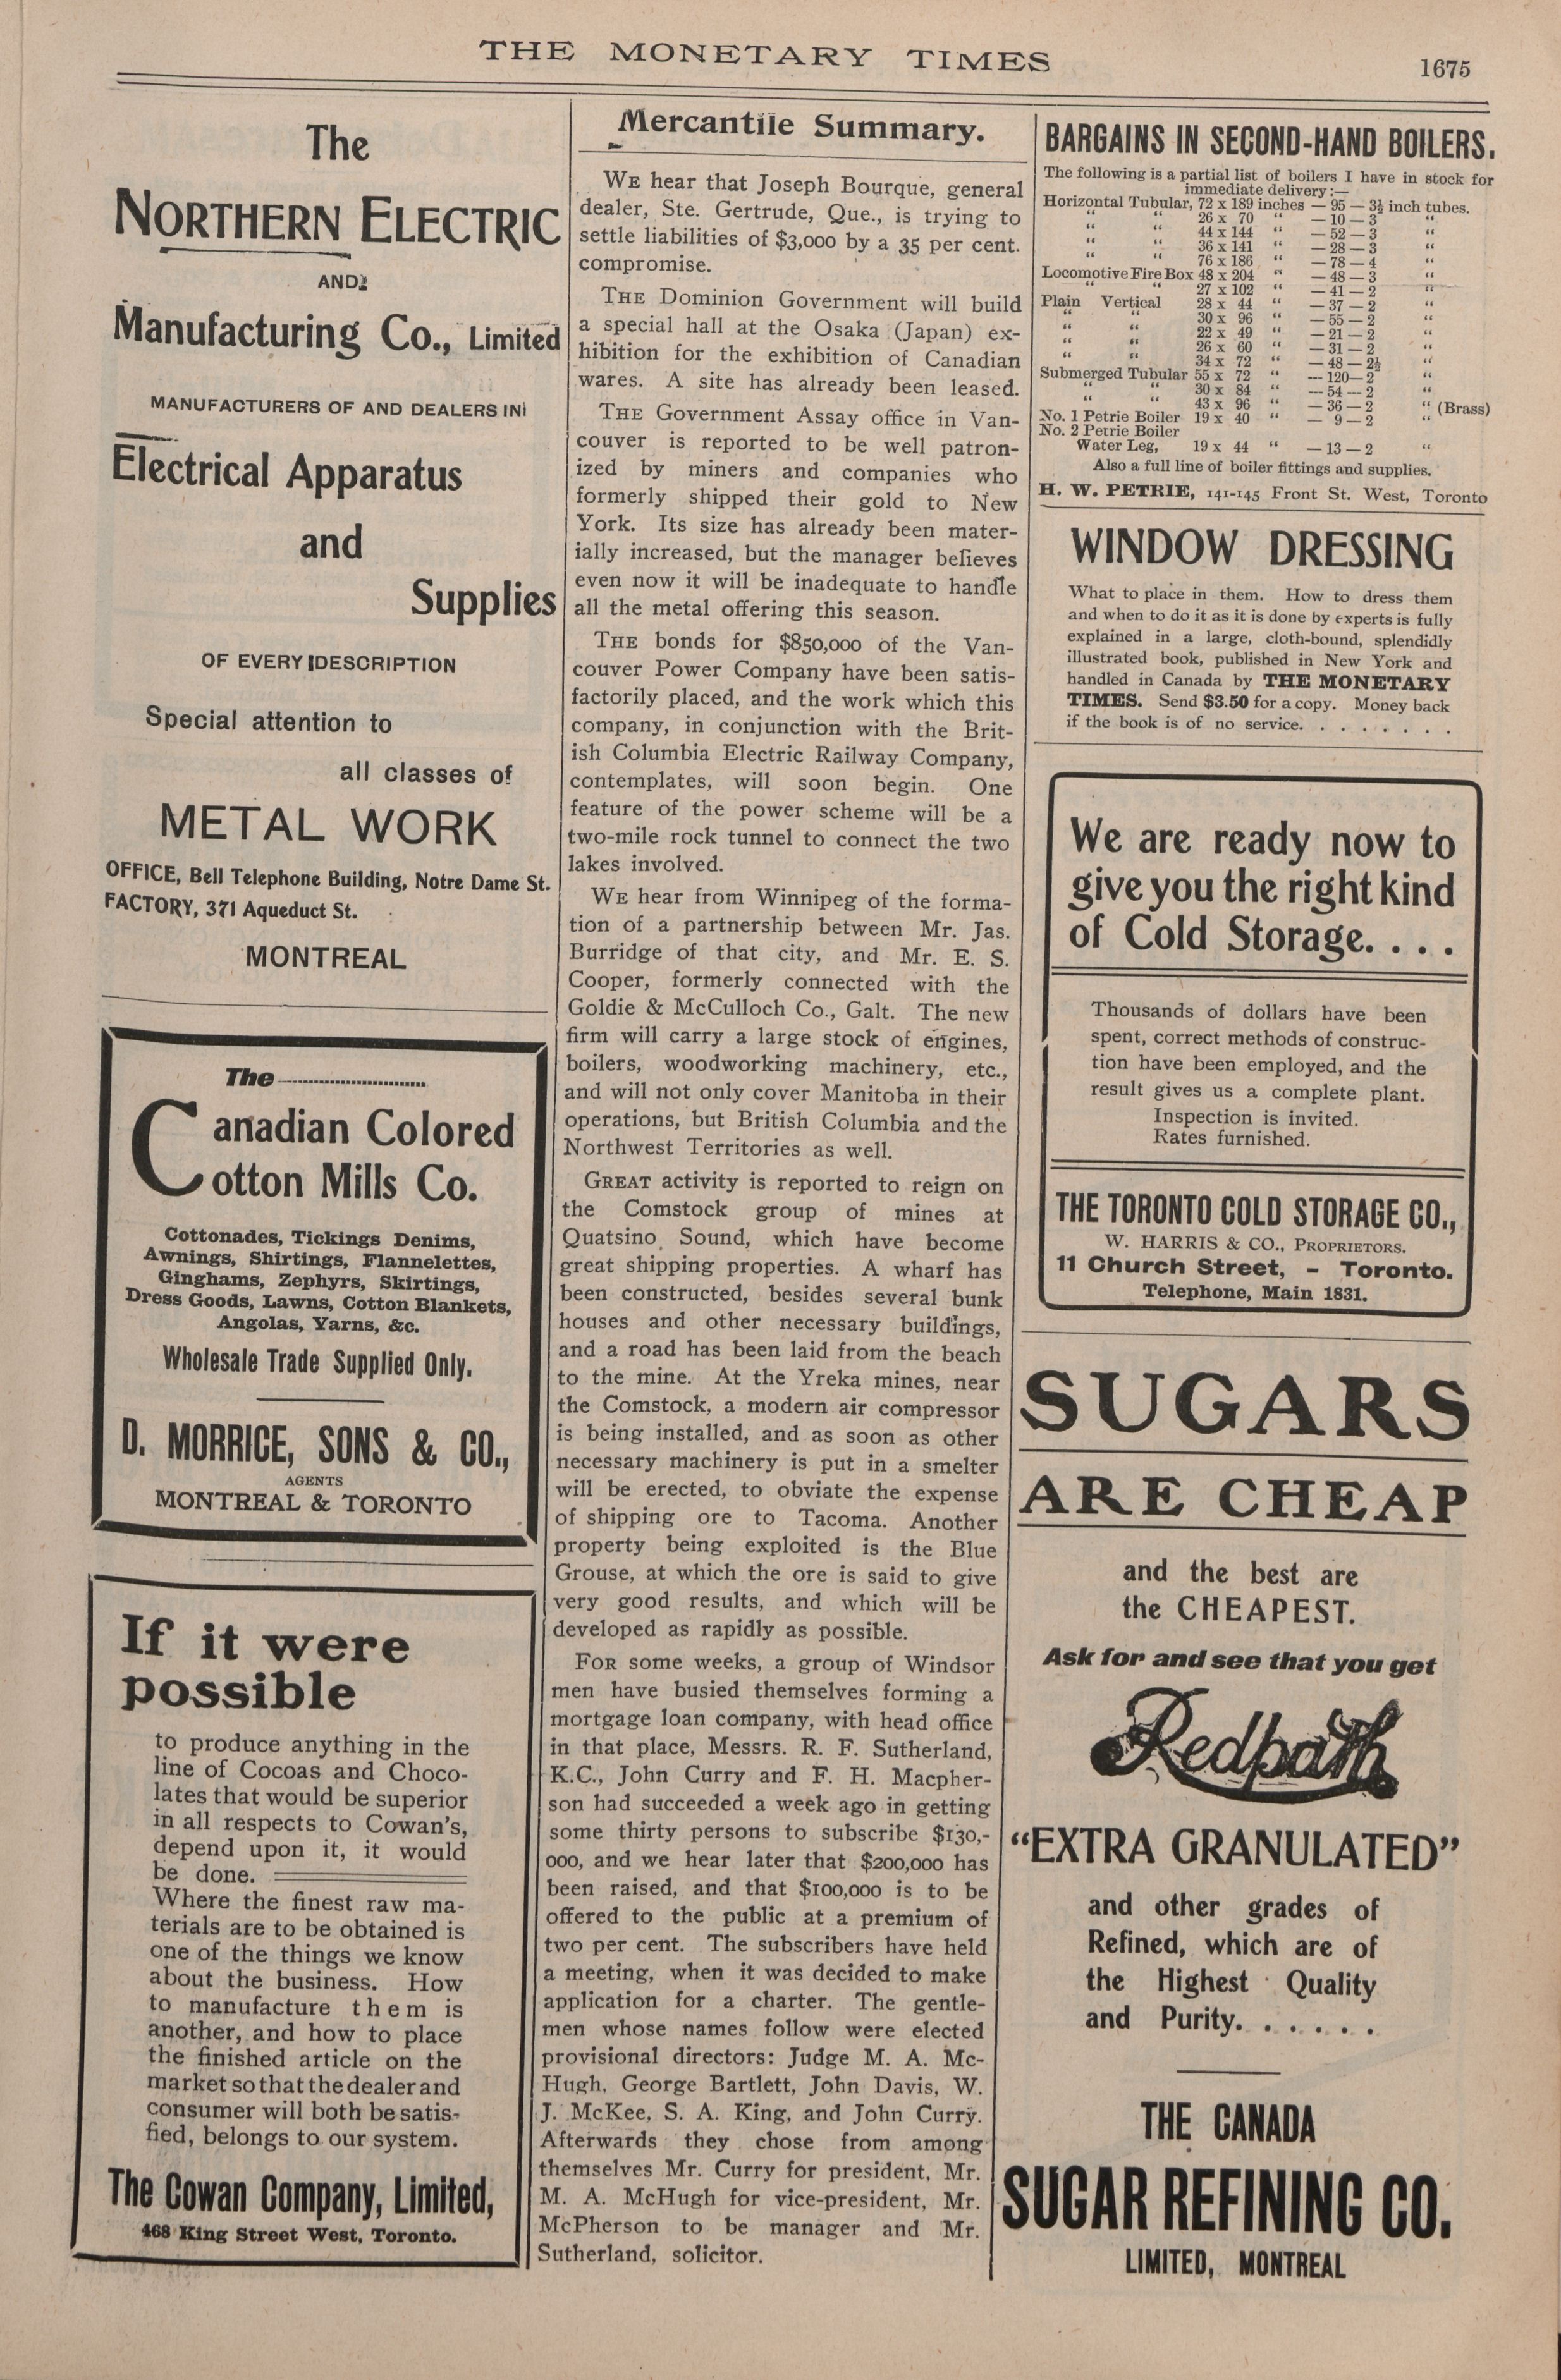 THE MONETARY TIMES
1675
The
NORTHERN ELECTRIC
AND
Manufacturing Co., Limited
MANUFACTURERS OF AND DEALERS IN
Electrical Apparatus
and
Supplies
OF EVERY DESCRIPTION
Special attention to
all classes of
METAL WORK
OFFICE, Bell Telephone Building, Notre Dame St.
FACTORY, 371 Aqueduct St.
MONTREAL
The
Canadian Colored
Cotton Mills Co.
Cottonades, Tickings Denims,
Awnings, Shirtings, Flannelettes,
Ginghams, Zephyrs, Skirtings,
Dress Goods, Lawns, Cotton Blankets,
Angolas, Yarns, &c.
Wholesale Trade Supplied Only.
D. MORRICE, SONS & CO.,
AGENTS
MONTREAL & TORONTO
If it were
possible
to produce anything in the
line of Cocoas and Choco-
lates that would be superior
in all respects to Cowan's,
depend upon it, it would
be done.
Where the finest raw ma-
terials are to be obtained is
one of the things we know
about the business. How
to manufacture them is
another, and how to place
the finished article on the
market so that the dealer and
consumer will both be satis-
fied, belongs to our system.
The Cowan Company, Limited,
468 King Street West, Toronto.
Mercantile Summary.
WE hear that Joseph Bourque, general
dealer, Ste. Gertrude, Que., is trying to
settle liabilities of $3,000 by a 35 per cent.
compromise.
THE Dominion Government will build
a special hall at the Osaka (Japan) ex-
hibition for the exhibition of Canadian
wares. A site has already been leased.
THE Government Assay office in Van-
couver is reported to be well patron-
ized by miners and companies who
formerly shipped their gold to New
York. Its size has already been mater-
ially increased, but the manager believes
even now it will be inadequate to handle
all the metal offering this season.
THE bonds for $850,000 of the Van-
couver Power Company have been satis-
factorily placed, and the work which this
company, in conjunction with the Brit-
ish Columbia Electric Railway Company,
contemplates, will soon begin. One
feature of the power scheme will be a
two-mile rock tunnel to connect the two
lakes involved.
WE hear from Winnipeg of the forma-
tion of a partnership between Mr. Jas.
Burridge of that city, and Mr. E. S.
Cooper, formerly connected with the
Goldie & McCulloch Co., Galt. The new
firm will carry a large stock of engines,
boilers, woodworking machinery, etc.,
and will not only cover Manitoba in their
operations, but British Columbia and the
Northwest Territories as well.
GREAT activity is reported to reign on
the Comstock group of mines at
Quatsino Sound, which have become
great shipping properties. A wharf has
been constructed, besides several bunk
houses and other necessary buildings,
and a road has been laid from the beach
to the mine. At the Yreka mines, near
the Comstock, a modern air compressor
is being installed, and as soon as other
necessary machinery is put in a smelter
will be erected, to obviate the expense
of shipping ore to Tacoma. Another
property being exploited is the Blue
Grouse, at which the ore is said to give
very good results, and which will be
developed as rapidly as possible.
FOR some weeks, a group of Windsor
men have busied themselves forming a
mortgage loan company, with head office
in that place, Messrs. R. F. Sutherland,
K.C., John Curry and F. H. Macpher-
son had succeeded a week ago in getting
some thirty persons to subscribe $130,-
000, and we hear later that $200,000 has
been raised, and that $100,000 is to be
offered to the public at a premium of
two per cent. The subscribers have held
a meeting, when it was decided to make
application for a charter. The gentle-
men whose names follow were elected
provisional directors: Judge M. A. Mc-
Hugh, George Bartlett, John Davis, W.
J. McKee, S. A. King, and John Curry.
Afterwards they chose from among
themselves Mr. Curry for president, Mr.
M. A. McHugh for vice-president, Mr.
McPherson to be manager and Mr.
Sutherland, solicitor.
BARGAINS IN SECOND-HAND BOILERS.
The following is a partial list of boilers I have in stock for
immediate delivery:—
Horizontal Tubular, 72 x 189 inches — 95 — 3½ inch tubes.
“ “ 26 x 70 “ — 10 — 3 “
“ “ 44 x 144 “ — 52 — 3 “
“ “ 36 x 141 “ — 28 — 3 “
“ “ 76 x 186 “ — 78 — 4 “
Locomotive Fire Box 48 x 204 “ — 48 — 3 “
“ “ 27 x 102 “ — 41 — 2 “
Plain Vertical 28 x 44 “ — 37 — 2 “
“ “ 30 x 96 “ — 55 — 2 “
“ “ 22 x 49 “ — 21 — 2 “
“ “ 26 x 60 “ — 31 — 2 “
“ “ 34 x 72 “ — 48 — 2½ “
Submerged Tubular 55 x 72 “ — 120 — 2 “
“ “ 30 x 84 “ — 54 — 2 “
“ “ 43 x 96 “ — 36 — 2 “ (Brass)
No. 1 Petrie Boiler 19 x 40 “ — 9 — 2 “
No. 2 Petrie Boiler
Water Leg, 19 x 44 “ — 13 — 2 “
Also a full line of boiler fittings and supplies.
H. W. PETRIE, 141-145 Front St. West, Toronto
WINDOW DRESSING
What to place in them. How to dress them
and when to do it as it is done by experts is fully
explained in a large, cloth-bound, splendidly
illustrated book, published in New York and
handled in Canada by THE MONETARY
TIMES. Send $3.50 for a copy. Money back
if the book is of no service. . . . . . . .
We are ready now to
give you the right kind
of Cold Storage. . . .
Thousands of dollars have been
spent, correct methods of construc-
tion have been employed, and the
result gives us a complete plant.
Inspection is invited.
Rates furnished.
THE TORONTO COLD STORAGE CO.,
W. HARRIS & CO., PROPRIETORS.
11 Church Street, - Toronto.
Telephone, Main 1831.
SUGARS
ARE CHEAP
and the best are
the CHEAPEST.
Ask for and see that you get
Redpath
“EXTRA GRANULATED”
and other grades of
Refined, which are of
the Highest Quality
and Purity. . . . . .
THE CANADA
SUGAR REFINING CO.
LIMITED, MONTREAL